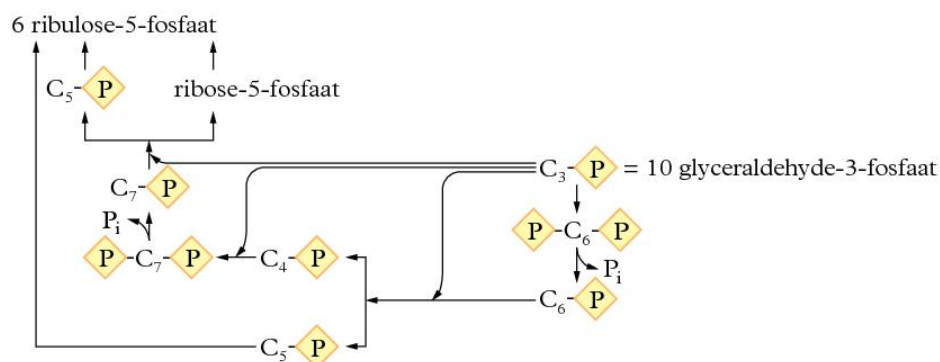 6 ribulose-5-fosfaat
C₅-P ribose-5-fosfaat
C₃-P = 10 glyceraldehyde-3-fosfaat
C₇-P
Pᵢ
P-C₆-P
P-C₇-P C₄-P
Pᵢ
C₆-P
C₅-P